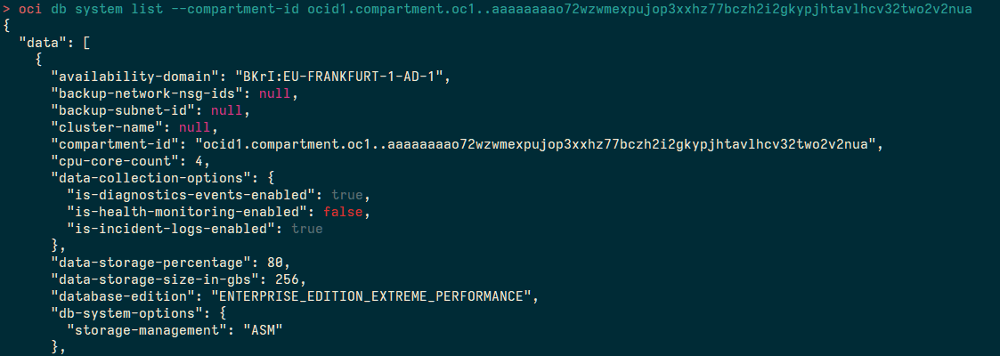 > oci db system list --compartment-id ocid1.compartment.oc1..aaaaaaaao72wzwmexpujop3xxhz77bczh2i2gkypjhtavlhcv32two2v2nua
{
  "data": [
    {
      "availability-domain": "BKrI:EU-FRANKFURT-1-AD-1",
      "backup-network-nsg-ids": null,
      "backup-subnet-id": null,
      "cluster-name": null,
      "compartment-id": "ocid1.compartment.oc1..aaaaaaaao72wzwmexpujop3xxhz77bczh2i2gkypjhtavlhcv32two2v2nua",
      "cpu-core-count": 4,
      "data-collection-options": {
        "is-diagnostics-events-enabled": true,
        "is-health-monitoring-enabled": false,
        "is-incident-logs-enabled": true
      },
      "data-storage-percentage": 80,
      "data-storage-size-in-gbs": 256,
      "database-edition": "ENTERPRISE_EDITION_EXTREME_PERFORMANCE",
      "db-system-options": {
        "storage-management": "ASM"
      },